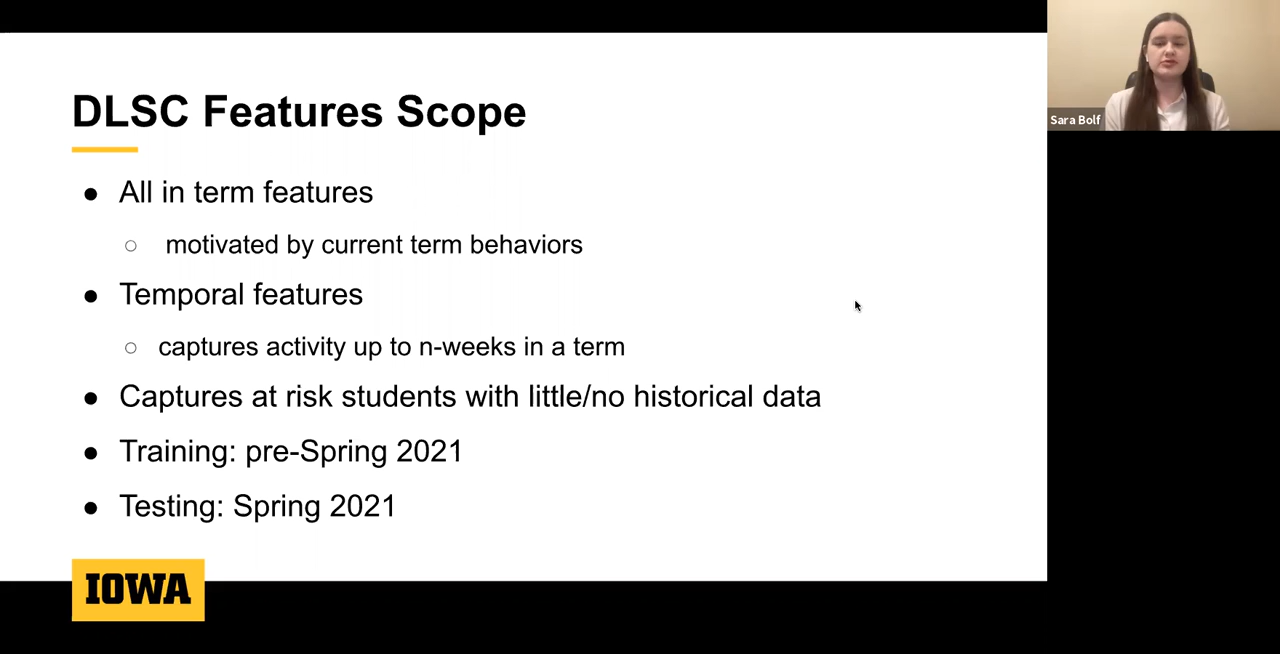 DLSC Features Scope
● All in term features
○ motivated by current term behaviors
● Temporal features
○ captures activity up to n-weeks in a term
● Captures at risk students with little/no historical data
● Training: pre-Spring 2021
● Testing: Spring 2021
IOWA
Sara Bolf